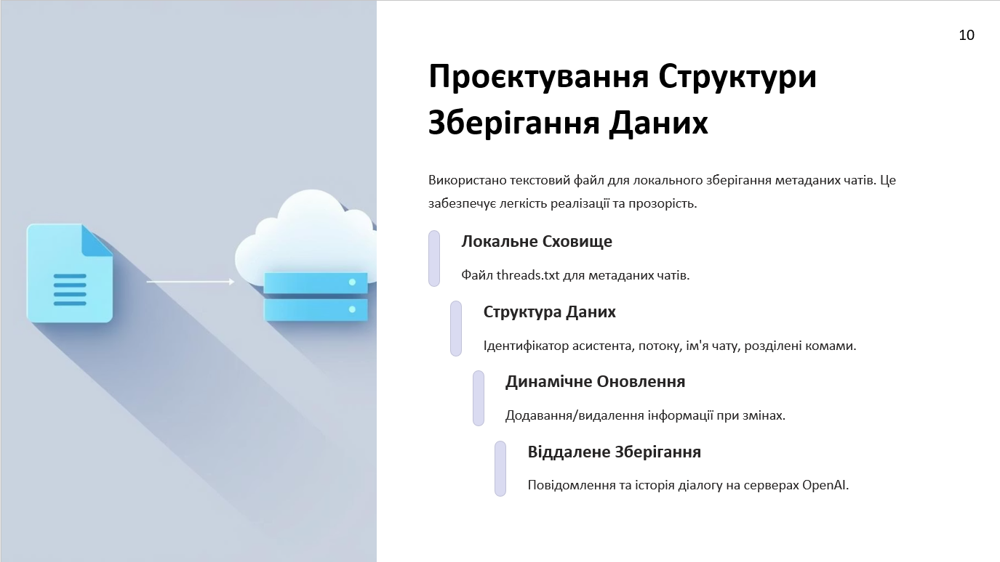 10
Проєктування Структури
Зберігання Даних
Використано текстовий файл для локального зберігання метаданих чатів. Це
забезпечує легкість реалізації та прозорість.
Локальне Сховище
Файл threads.txt для метаданих чатів.
Структура Даних
Ідентифікатор асистента, потоку, ім'я чату, розділені комами.
Динамічне Оновлення
Додавання/видалення інформації при змінах.
Віддалене Зберігання
Повідомлення та історія діалогу на серверах OpenAI.